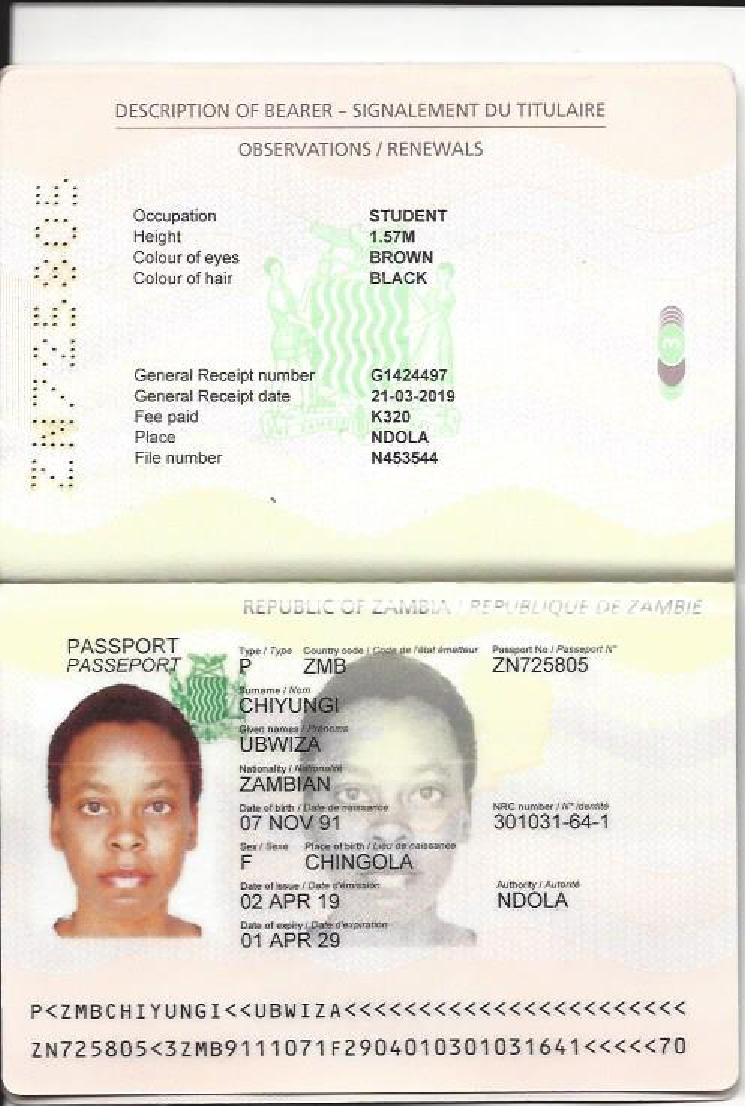 DESCRIPTION OF BEARER – SIGNALEMENT DU TITULAIRE
OBSERVATIONS / RENEWALS
ZN725805
Occupation STUDENT
Height 1.57M
Colour of eyes BROWN
Colour of hair BLACK
3
General Receipt number G1424497
General Receipt date 21-03-2019
Fee paid K320
Place NDOLA
File number N453544
REPUBLIC OF ZAMBIA / REPUBLIQUE DE ZAMBIE
PASSPORT
PASSEPORT
Type / Type Country code / Code de l'état émetteur Passport No / Passeport N°
P ZMB ZN725805
Surname / Nom
CHIYUNGI
Given names / Prénoms
UBWIZA
Nationality / Nationalité
ZAMBIAN
Date of birth / Date de naissance NRC number / N° Identité
07 NOV 91 301031-64-1
Sex / Sexe Place of birth / Lieu de naissance
F CHINGOLA
Date of issue / Date d'émission Authority / Autorité
02 APR 19 NDOLA
Date of expiry / Date d'expiration
01 APR 29
P<ZMBCHIYUNGI<<UBWIZA<<<<<<<<<<<<<<<<<<<<<<<
ZN725805<3ZMB9111071F2904010301031641<<<<<70